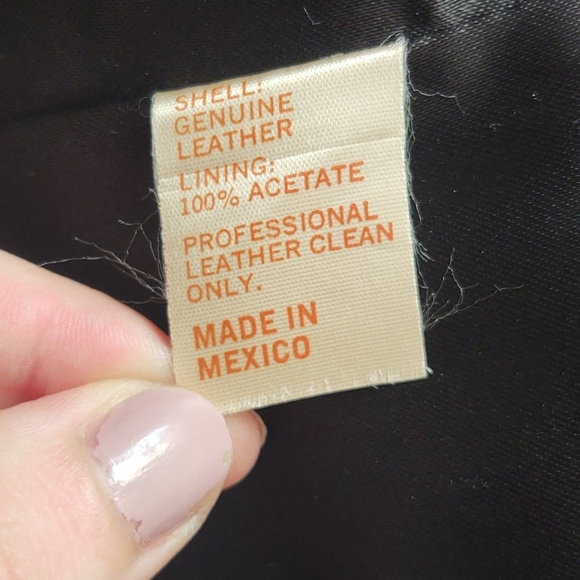 SHELL:
GENUINE
LEATHER
LINING:
100% ACETATE
PROFESSIONAL
LEATHER CLEAN
ONLY.
MADE IN
MEXICO